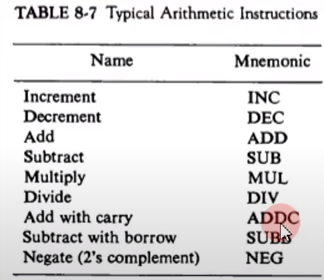 TABLE 8-7 Typical Arithmetic Instructions
Name Mnemonic
Increment INC
Decrement DEC
Add ADD
Subtract SUB
Multiply MUL
Divide DIV
Add with carry ADDC
Subtract with borrow SUBB
Negate (2's complement) NEG